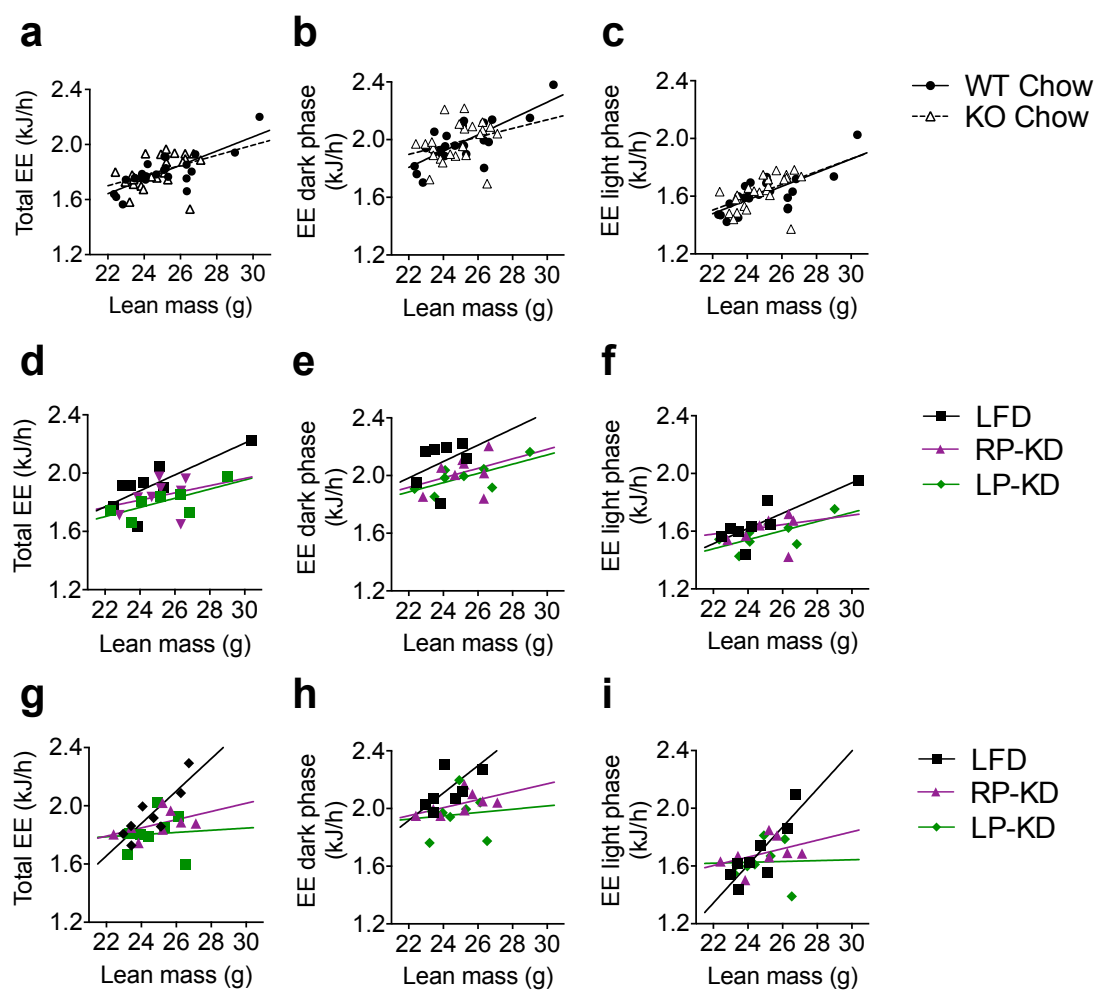 a
b
c
Total EE (kJ/h)
2.4
2.0
1.6
1.2
22 24 26 28 30
Lean mass (g)
EE dark phase
(kJ/h)
2.4
2.0
1.6
1.2
22 24 26 28 30
Lean mass (g)
EE light phase
(kJ/h)
2.4
2.0
1.6
1.2
22 24 26 28 30
Lean mass (g)
WT Chow
KO Chow
d
e
f
Total EE (kJ/h)
2.4
2.0
1.6
1.2
22 24 26 28 30
Lean mass (g)
EE dark phase
(kJ/h)
2.4
2.0
1.6
1.2
22 24 26 28 30
Lean mass (g)
EE light phase
(kJ/h)
2.4
2.0
1.6
1.2
22 24 26 28 30
Lean mass (g)
LFD
RP-KD
LP-KD
g
h
i
Total EE (kJ/h)
2.4
2.0
1.6
1.2
22 24 26 28 30
Lean mass (g)
EE dark phase
(kJ/h)
2.4
2.0
1.6
1.2
22 24 26 28 30
Lean mass (g)
EE light phase
(kJ/h)
2.4
2.0
1.6
1.2
22 24 26 28 30
Lean mass (g)
LFD
RP-KD
LP-KD